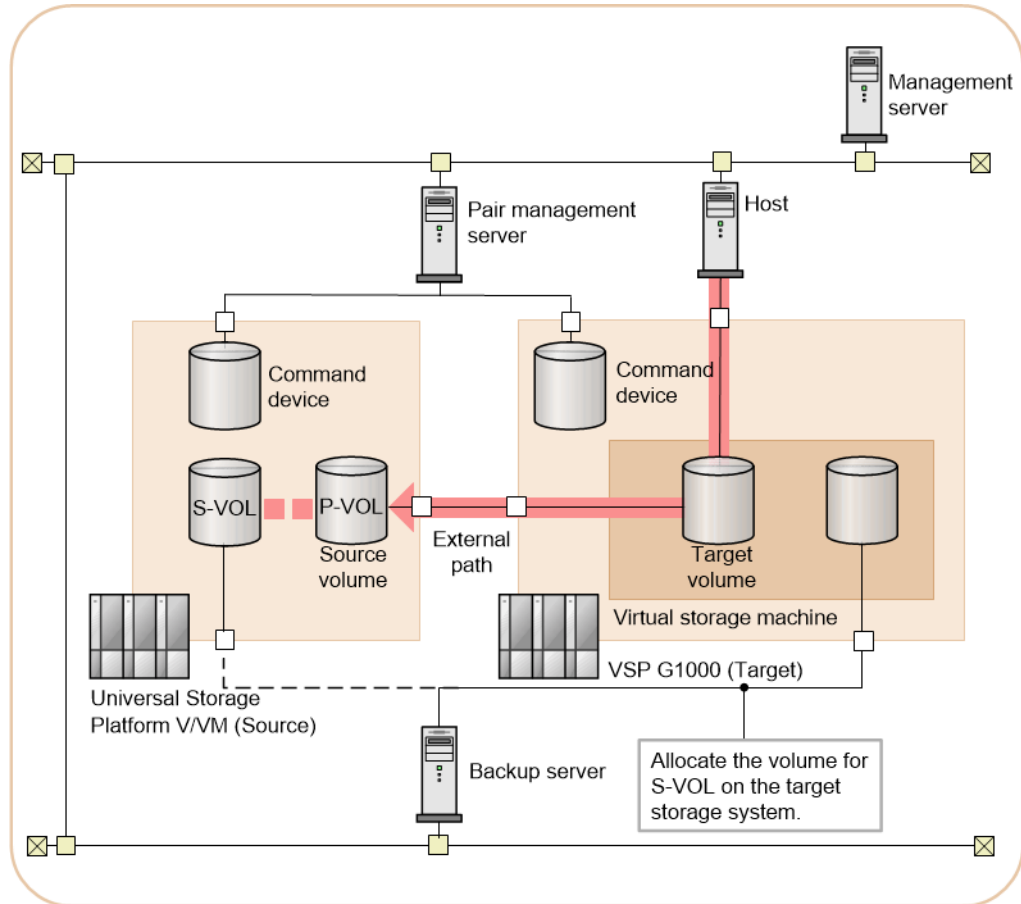 Management
server
Pair management
server
Host
Command
device
Command
device
S-VOL
P-VOL
Source
volume
External
path
Target
volume
Virtual storage machine
Universal Storage
Platform V/VM (Source)
VSP G1000 (Target)
Backup server
Allocate the volume for
S-VOL on the target
storage system.